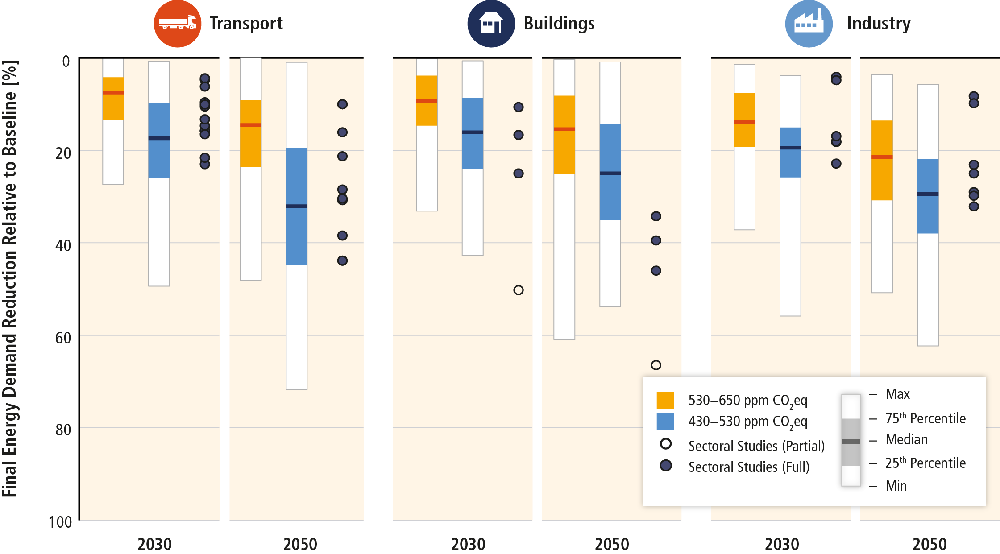 Transport
Buildings
Industry
Final Energy Demand Reduction Relative to Baseline [%]
0
20
40
60
80
100
530–650 ppm CO₂eq
430–530 ppm CO₂eq
Sectoral Studies (Partial)
Sectoral Studies (Full)
Max
75th Percentile
Median
25th Percentile
Min
2030
2050
2030
2050
2030
2050